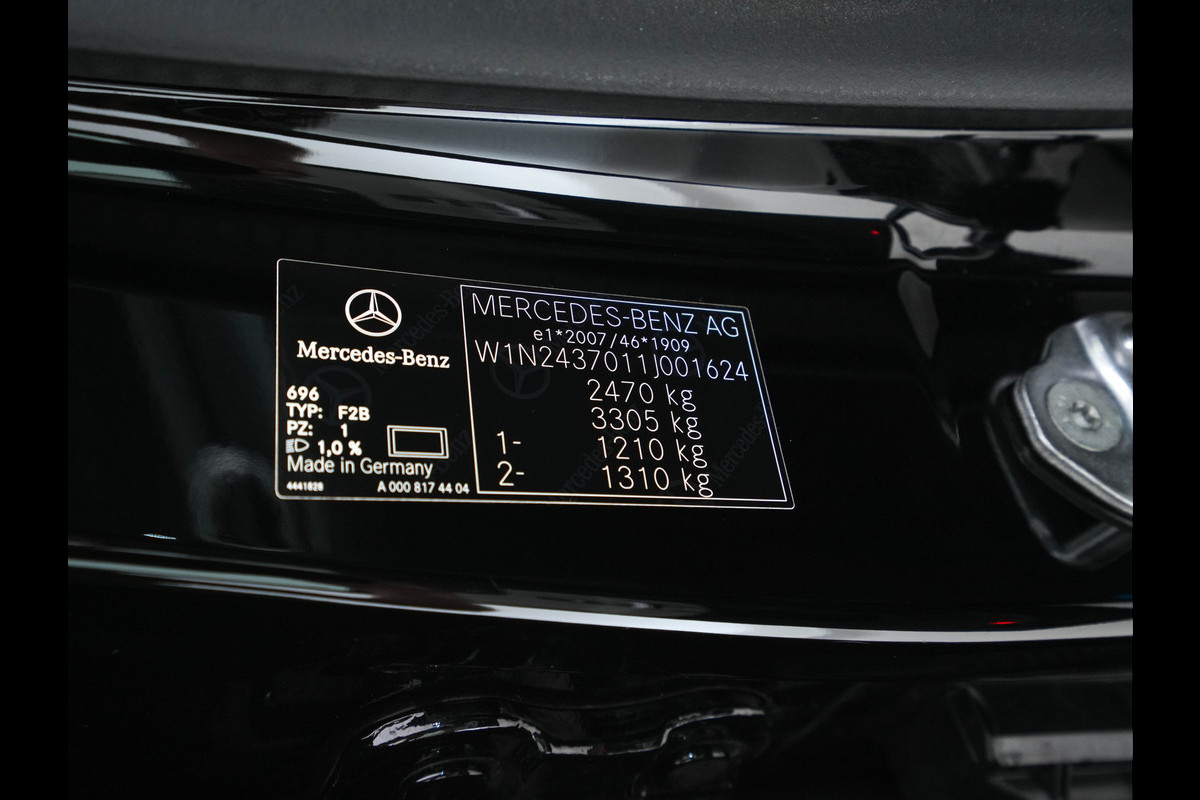 Mercedes-Benz
696
TYP: F2B
PZ: 1
1,0 %
Made in Germany
4441828
A 000 817 44 04
MERCEDES-BENZ AG
e1*2007/46*1909
W1N2437011J001624
2470 kg
3305 kg
1- 1210 kg
2- 1310 kg